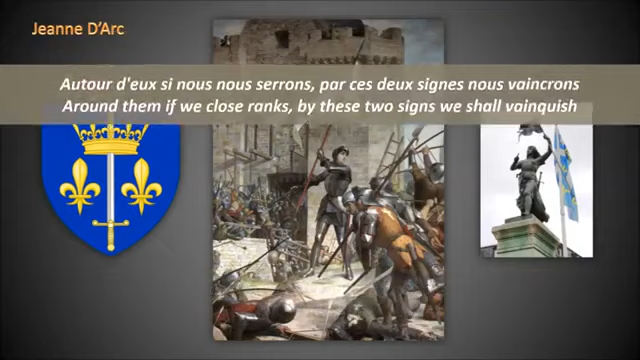 Jeanne D'Arc
Autour d'eux si nous nous serrons, par ces deux signes nous vaincrons
Around them if we close ranks, by these two signs we shall vainquish